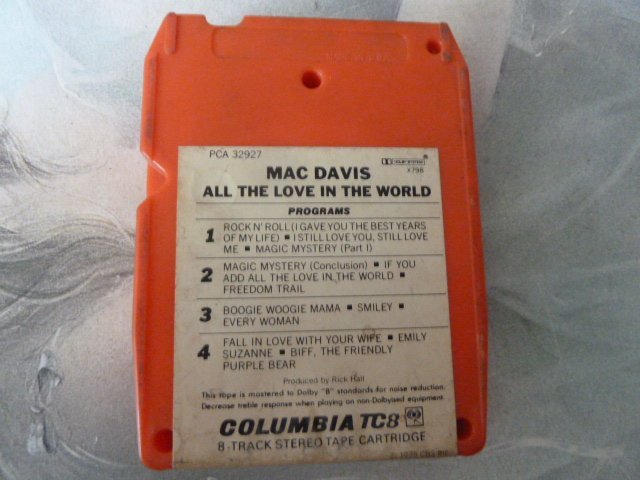 PCA 32927
DOLBY SYSTEM
®
X798
MAC DAVIS
ALL THE LOVE IN THE WORLD
PROGRAMS
1 ROCK N' ROLL (I GAVE YOU THE BEST YEARS
OF MY LIFE) ■ I STILL LOVE YOU, STILL LOVE
ME ■ MAGIC MYSTERY (Part I)
2 MAGIC MYSTERY (Conclusion) ■ IF YOU
ADD ALL THE LOVE IN THE WORLD ■
FREEDOM TRAIL
3 BOOGIE WOOGIE MAMA ■ SMILEY ■
EVERY WOMAN
4 FALL IN LOVE WITH YOUR WIFE ■ EMILY
SUZANNE ■ BIFF, THE FRIENDLY
PURPLE BEAR
Produced by Rick Hall
This tape is mastered to Dolby "B" standards for noise reduction.
Decrease treble response when playing on non-Dolbyised equipment.
COLUMBIA TC8
8-TRACK STEREO TAPE CARTRIDGE
CBS